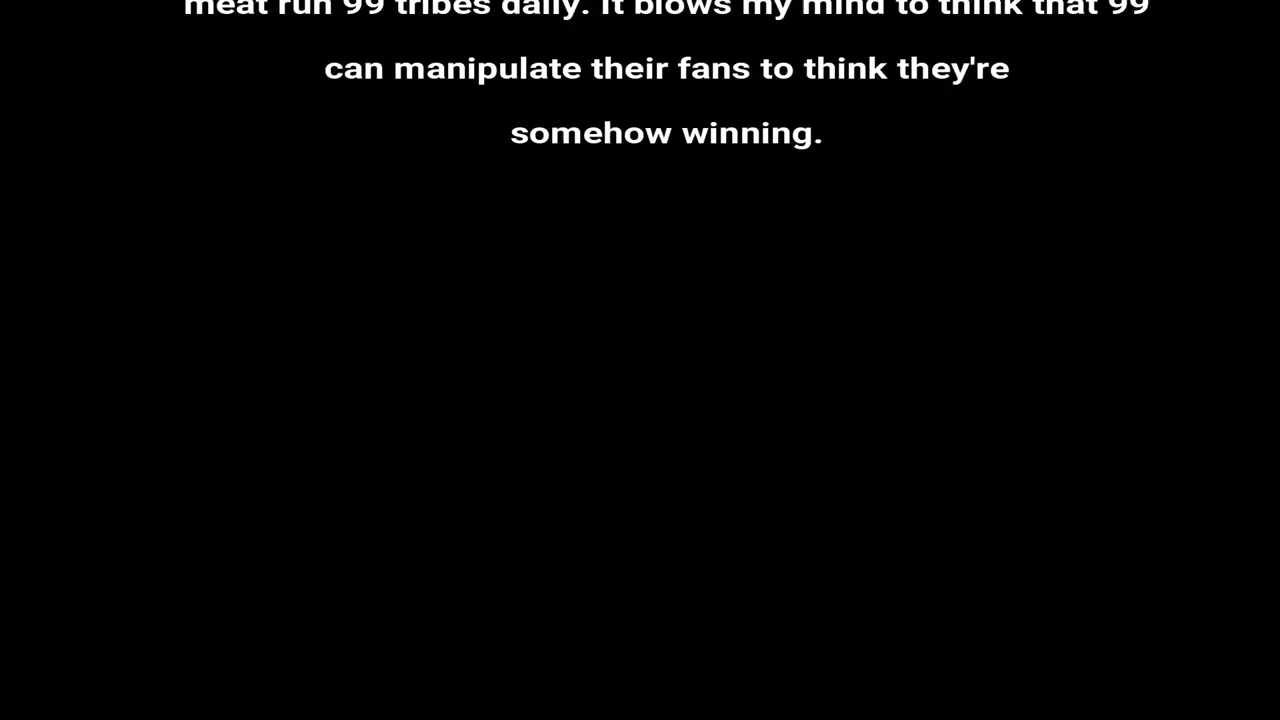 meat run 99 tribes daily. It blows my mind to think that 99
can manipulate their fans to think they're
somehow winning.